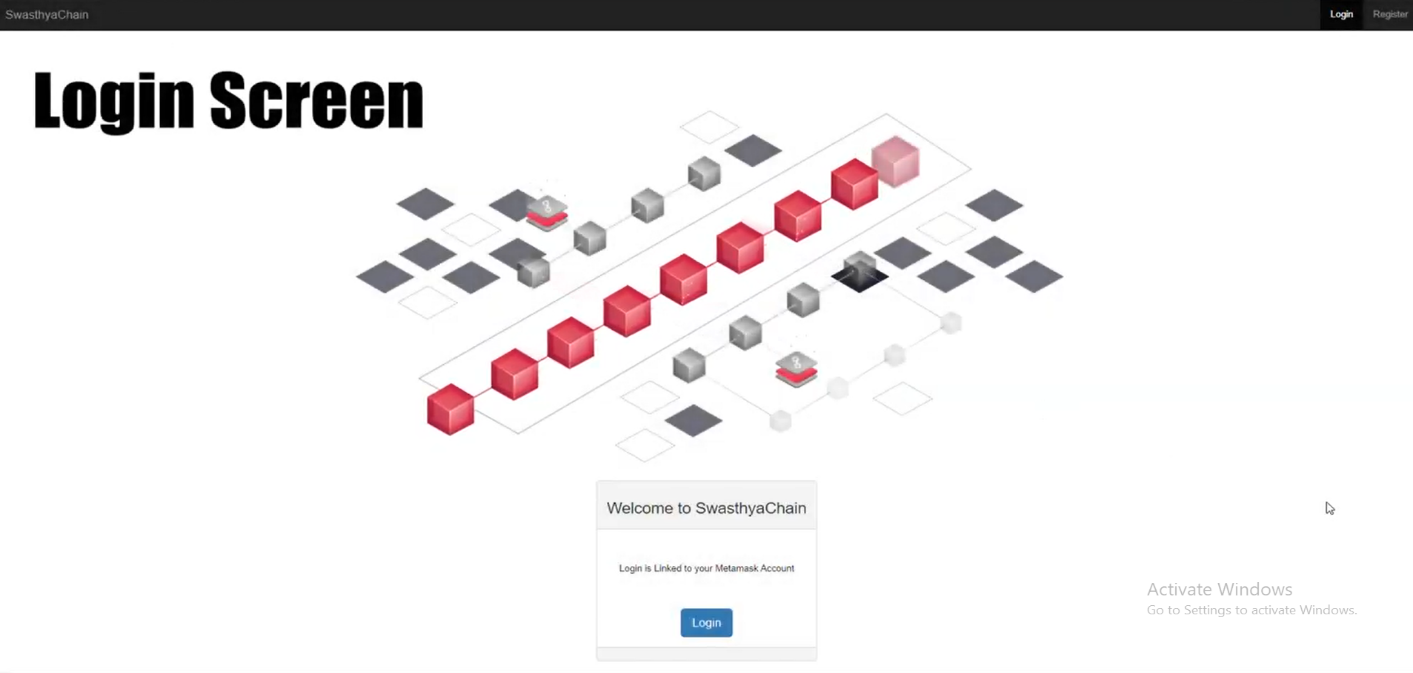 SwasthyaChain
Login
Register
Login Screen
Welcome to SwasthyaChain
Login is Linked to your Metamask Account
Login
Activate Windows
Go to Settings to activate Windows.